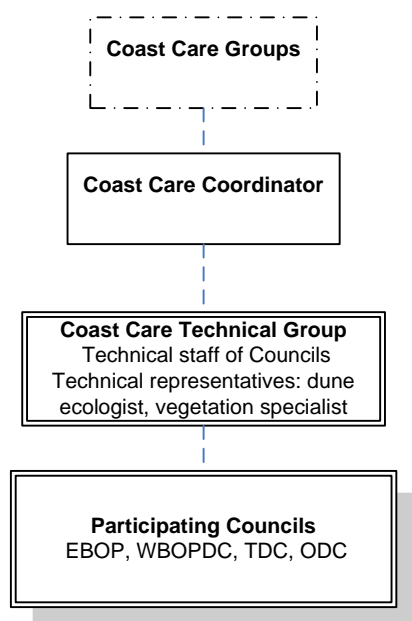 Coast Care Groups
Coast Care Coordinator
Coast Care Technical Group
Technical staff of Councils
Technical representatives: dune
ecologist, vegetation specialist
Participating Councils
EBOP, WBOPDC, TDC, ODC